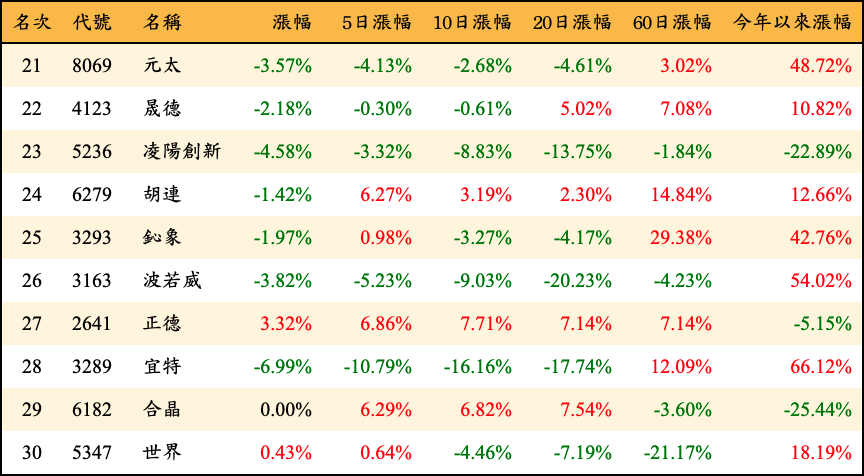 名次 代號 名稱 漲幅 5日漲幅 10日漲幅 20日漲幅 60日漲幅 今年以來漲幅
21 8069 元太 -3.57% -4.13% -2.68% -4.61% 3.02% 48.72%
22 4123 晟德 -2.18% -0.30% -0.61% 5.02% 7.08% 10.82%
23 5236 凌陽創新 -4.58% -3.32% -8.83% -13.75% -1.84% -22.89%
24 6279 胡連 -1.42% 6.27% 3.19% 2.30% 14.84% 12.66%
25 3293 鈊象 -1.97% 0.98% -3.27% -4.17% 29.38% 42.76%
26 3163 波若威 -3.82% -5.23% -9.03% -20.23% -4.23% 54.02%
27 2641 正德 3.32% 6.86% 7.71% 7.14% 7.14% -5.15%
28 3289 宜特 -6.99% -10.79% -16.16% -17.74% 12.09% 66.12%
29 6182 合晶 0.00% 6.29% 6.82% 7.54% -3.60% -25.44%
30 5347 世界 0.43% 0.64% -4.46% -7.19% -21.17% 18.19%